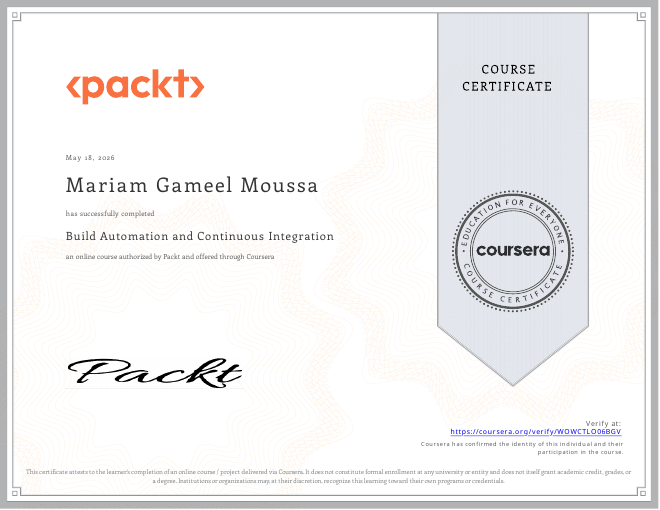 <packt>
COURSE
CERTIFICATE
May 18, 2026
Mariam Gameel Moussa
has successfully completed
Build Automation and Continuous Integration
an online course authorized by Packt and offered through Coursera
EDUCATION FOR EVERYONE
coursera
COURSE CERTIFICATE
Packt
Verify at:
https://coursera.org/verify/WOWCTLO06BGV
Coursera has confirmed the identity of this individual and their
participation in the course.
This certificate attests to the learner's completion of an online course / project delivered via Coursera. It does not constitute formal enrollment at any university or entity and does not itself grant academic credit, grades, or
a degree. Institutions or organizations may, at their discretion, recognize this learning toward their own programs or credentials.